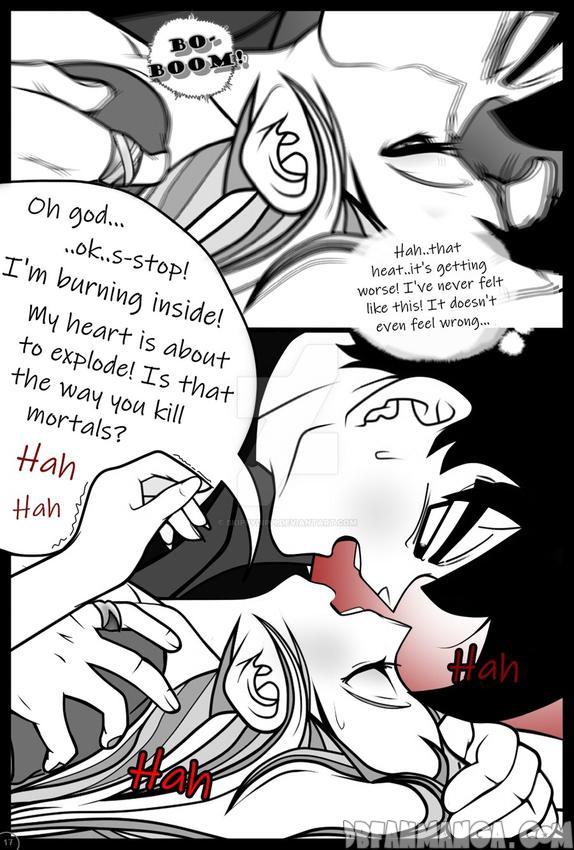 BO-
BOOM!
Oh god...
..ok..s-stop!
I'm burning inside!
My heart is about
to explode! Is that
the way you kill
mortals?
Hah
Hah
Hah..that
heat..it's getting
worse! I've never felt
like this! It doesn't
even feel wrong...
Hah
Hah
17
DBFANMANGA.COM